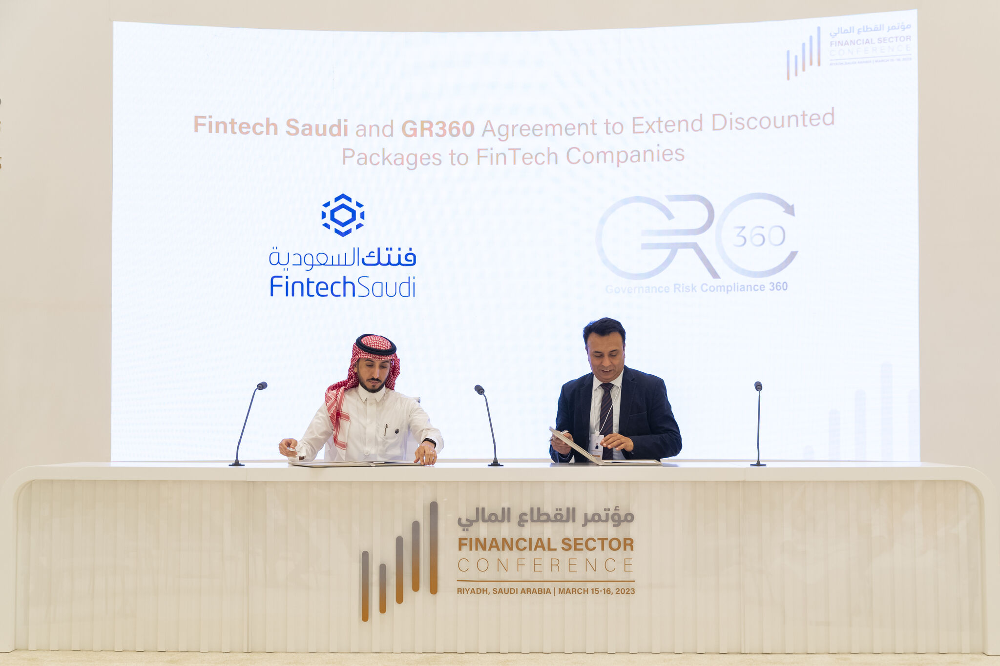 مؤتمر القطاع المالي
FINANCIAL SECTOR
CONFERENCE
RIYADH, SAUDI ARABIA | MARCH 15-16, 2023
Fintech Saudi and GR360 Agreement to Extend Discounted
Packages to FinTech Companies
فنتك السعودية
FintechSaudi
GRC
360
Governance Risk Compliance 360
مؤتمر القطاع المالي
FINANCIAL SECTOR
CONFERENCE
RIYADH, SAUDI ARABIA | MARCH 15-16, 2023